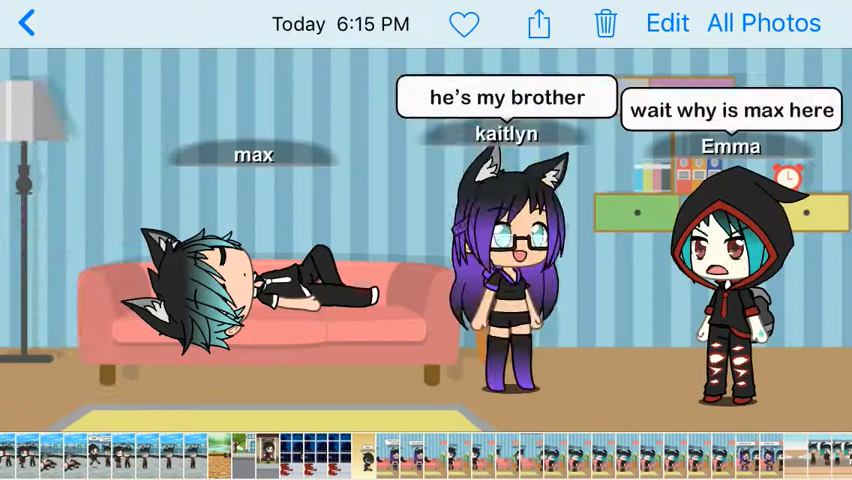 Today 6:15 PM
Edit
All Photos
he's my brother
wait why is max here
max
kaitlyn
Emma